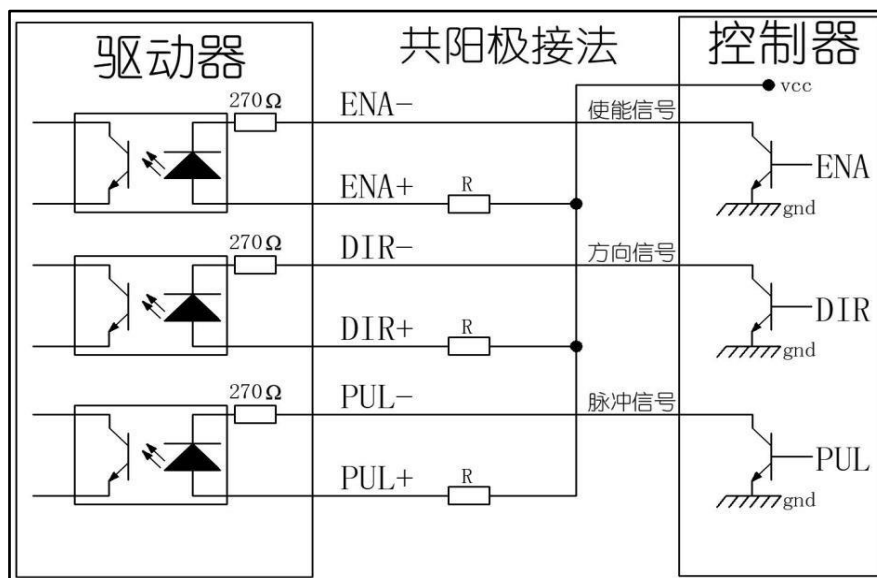 驱动器
共阳极接法
控制器
vcc
270Ω
ENA-
使能信号
ENA
ENA+
R
gnd
270Ω
DIR-
方向信号
DIR
DIR+
R
gnd
270Ω
PUL-
脉冲信号
PUL
PUL+
R
gnd